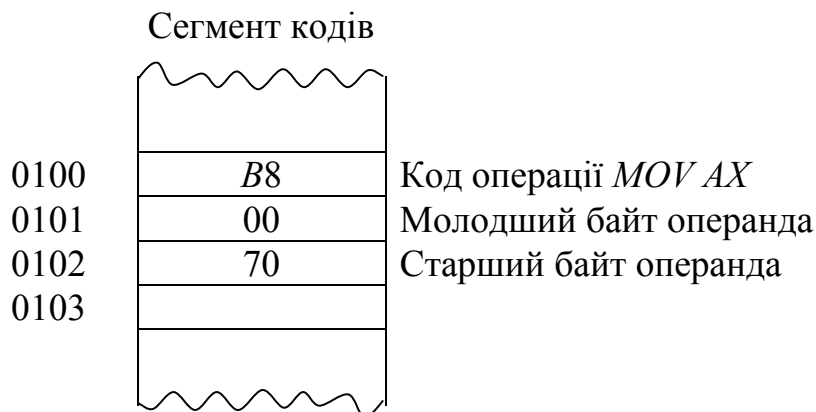 Сегмент кодів
0100 B8 Код операції MOV AX
0101 00 Молодший байт операнда
0102 70 Старший байт операнда
0103